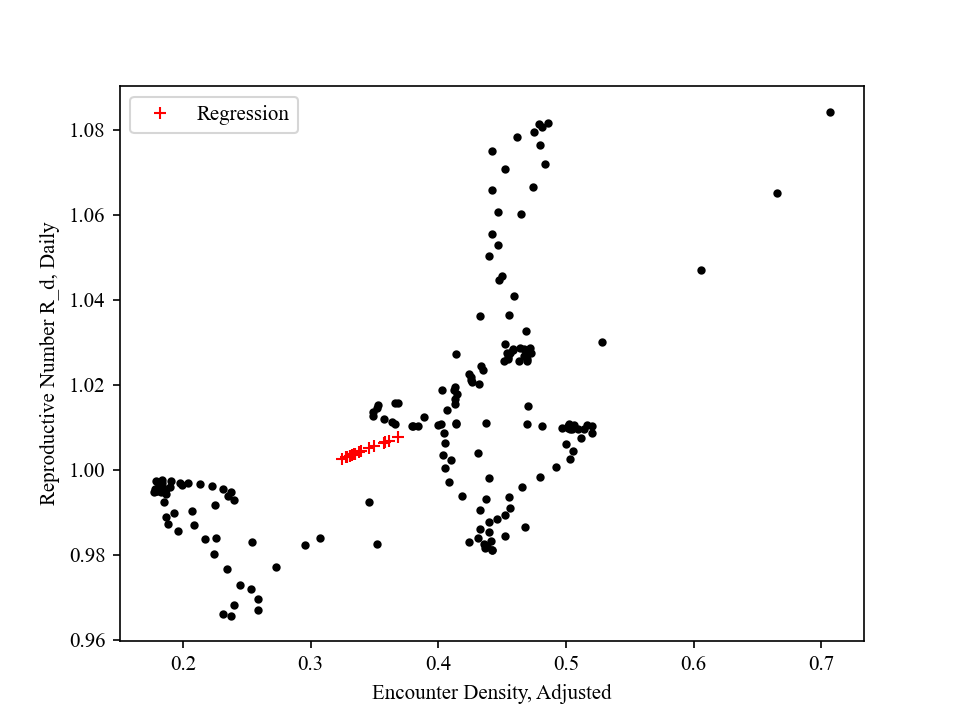 Regression
1.08
1.06
1.04
1.02
1.00
0.98
0.96
Reproductive Number R_d, Daily
0.2 0.3 0.4 0.5 0.6 0.7
Encounter Density, Adjusted